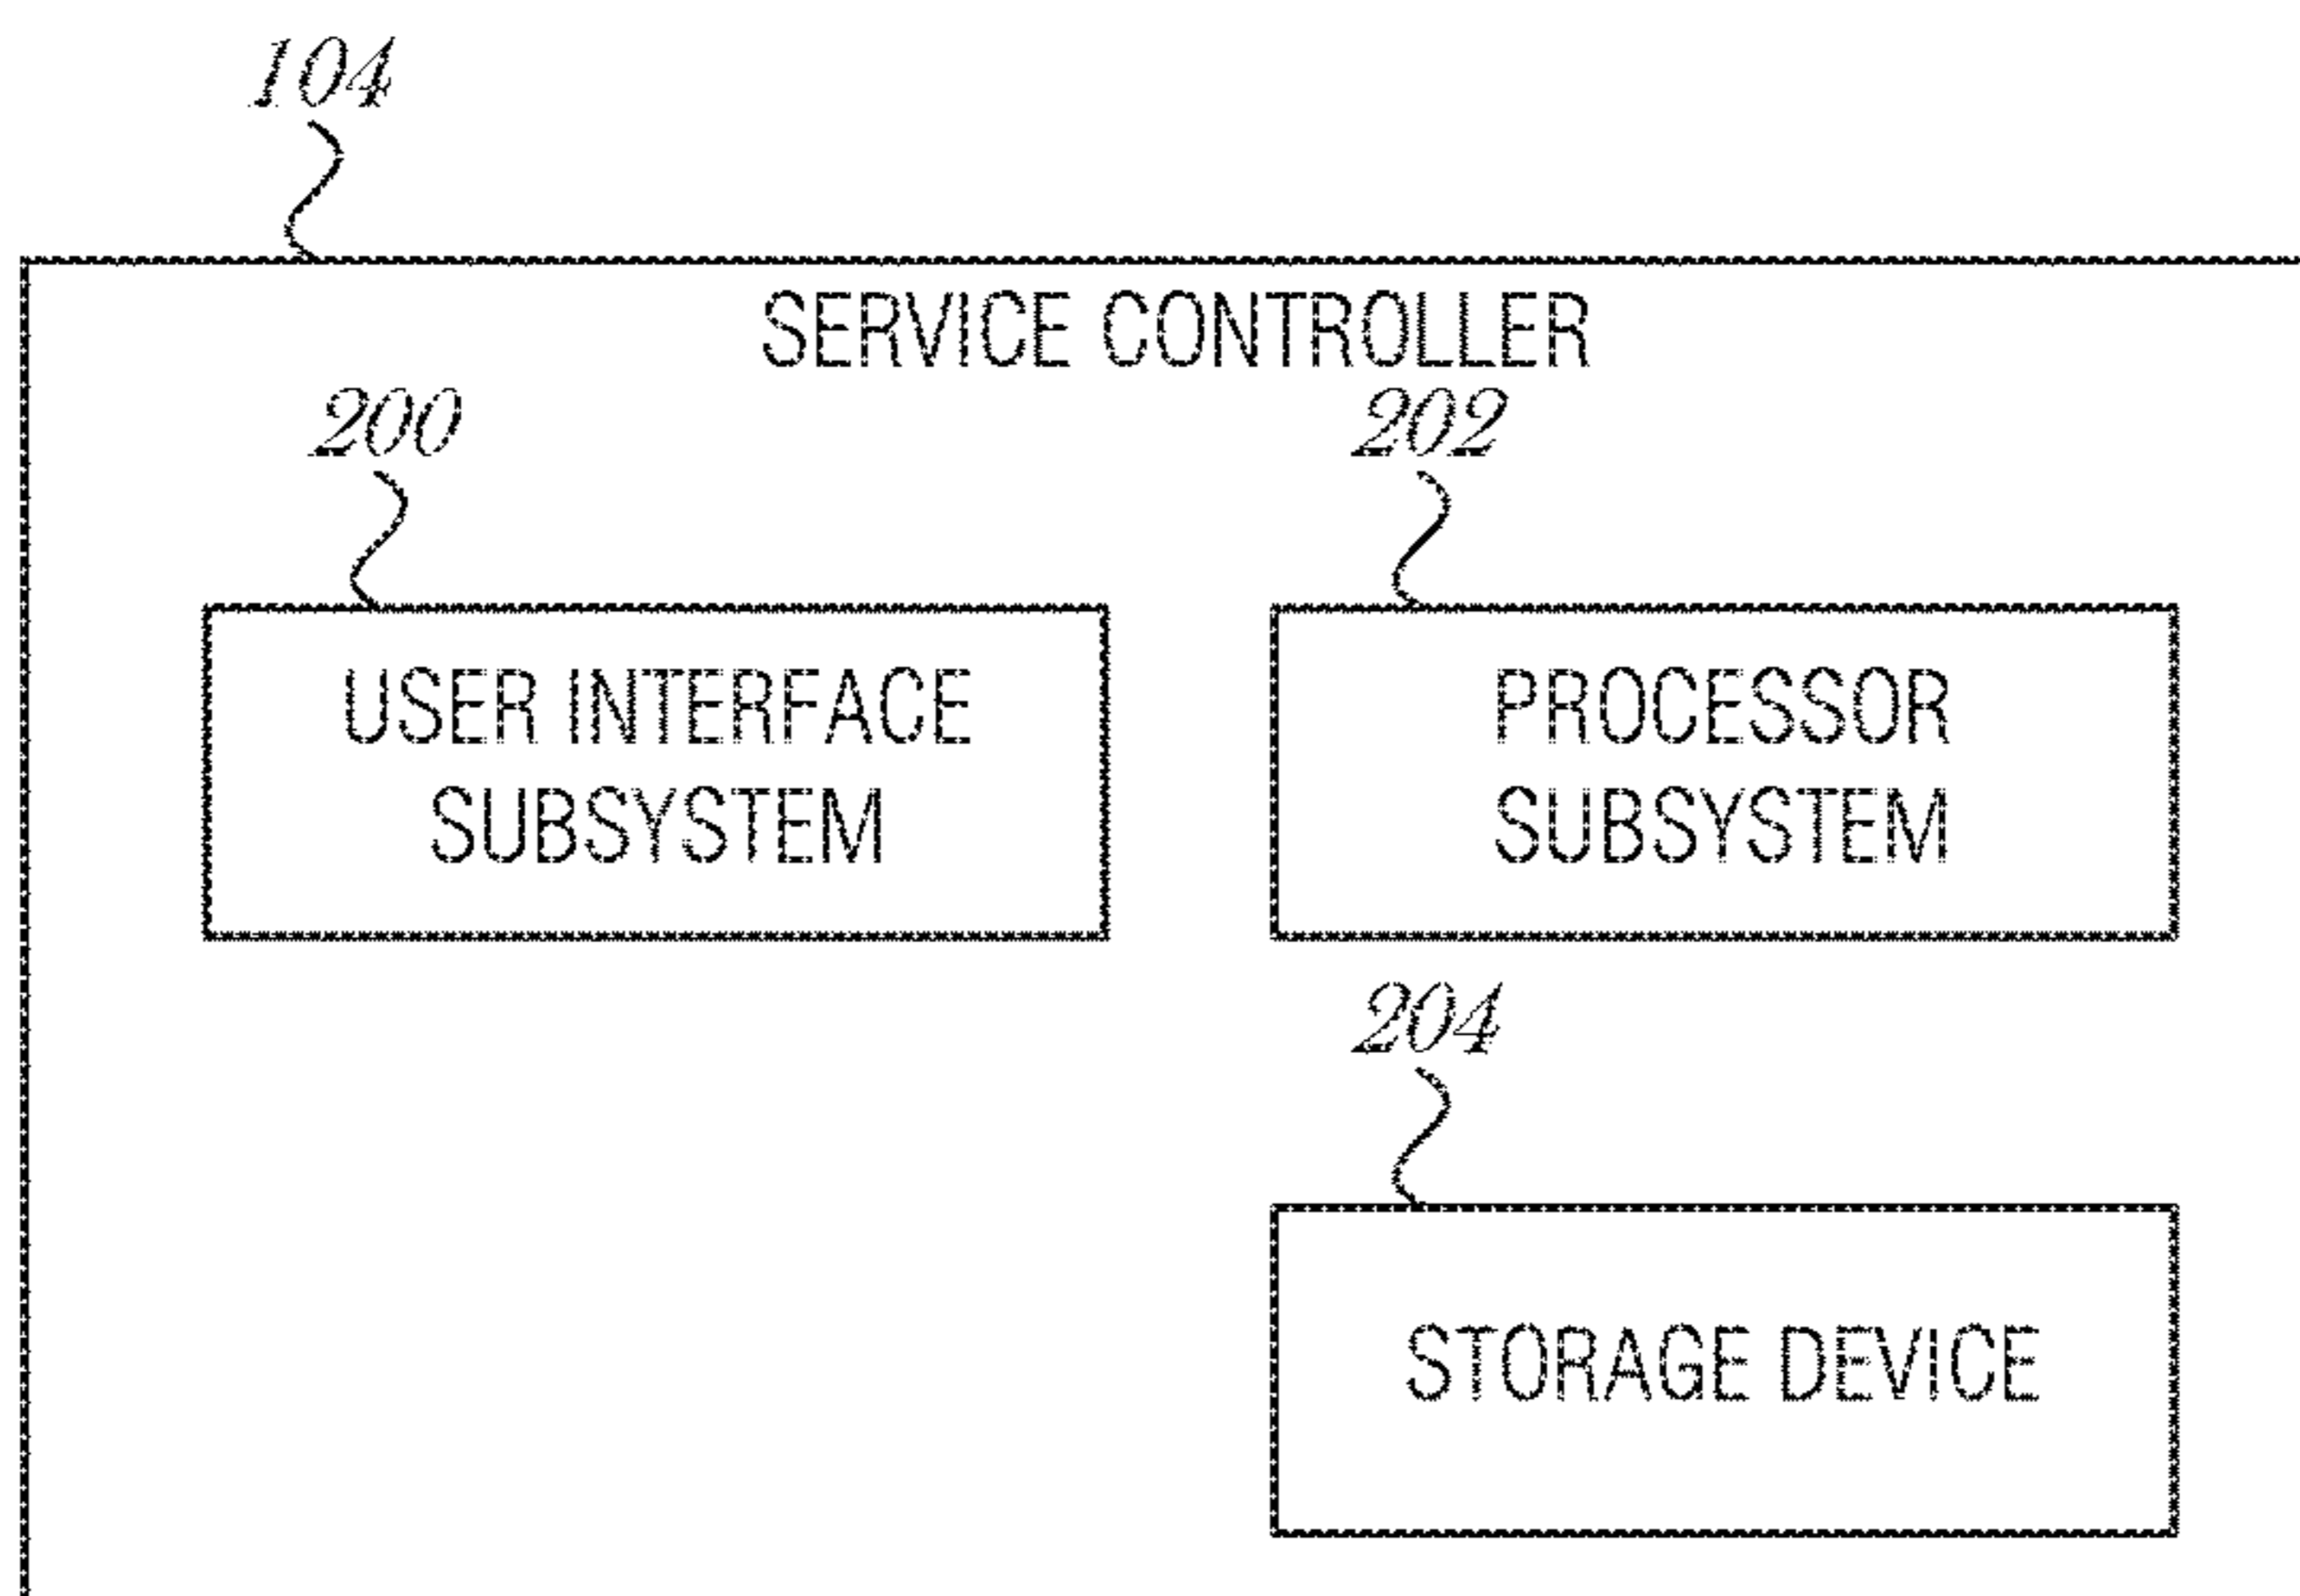 104
SERVICE CONTROLLER
200
202
USER INTERFACE
SUBSYSTEM
PROCESSOR
SUBSYSTEM
204
STORAGE DEVICE